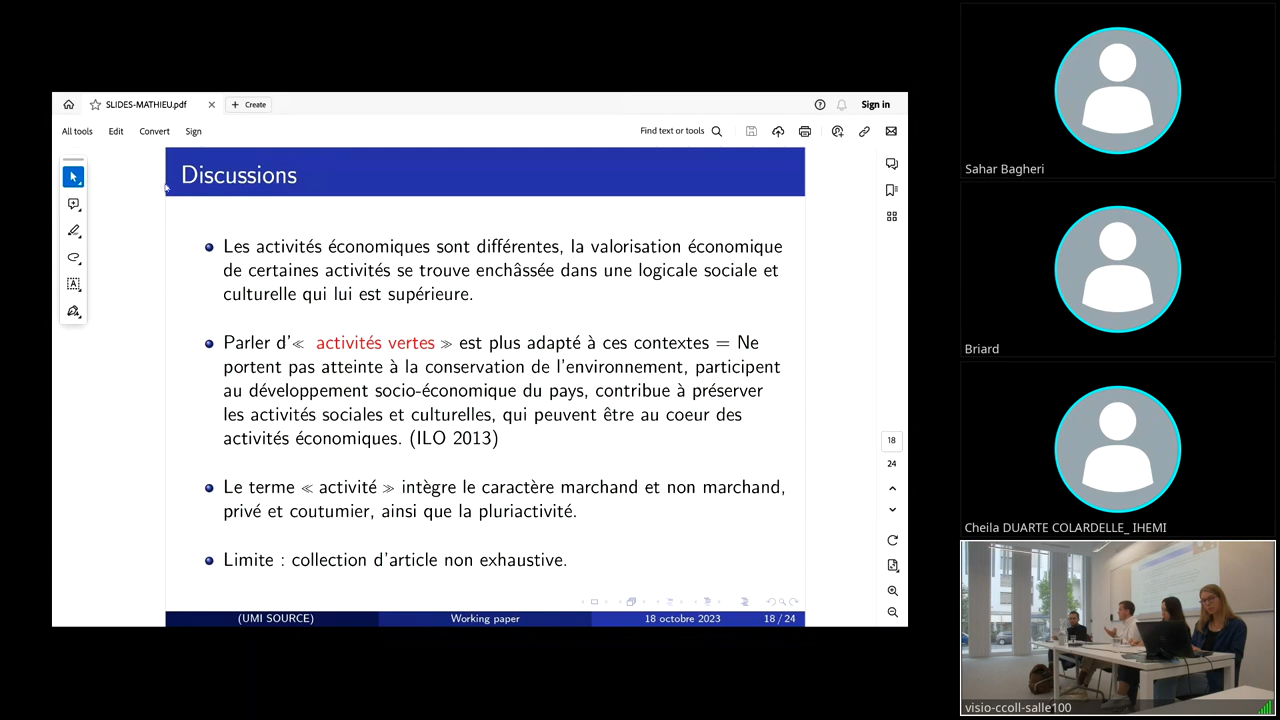 SLIDES-MATHIEU.pdf
Create
Sign in
All tools
Edit
Convert
Sign
Find text or tools
Discussions
Les activités économiques sont différentes, la valorisation économique
de certaines activités se trouve enchâssée dans une logicale sociale et
culturelle qui lui est supérieure.
Parler d'≪ activités vertes ≫ est plus adapté à ces contextes = Ne
portent pas atteinte à la conservation de l'environnement, participent
au développement socio-économique du pays, contribue à préserver
les activités sociales et culturelles, qui peuvent être au coeur des
activités économiques. (ILO 2013)
Le terme ≪ activité ≫ intègre le caractère marchand et non marchand,
privé et coutumier, ainsi que la pluriactivité.
Limite : collection d'article non exhaustive.
(UMI SOURCE)
Working paper
18 octobre 2023
18 / 24
18
24
Sahar Bagheri
Briard
Cheila DUARTE COLARDELLE_ IHEMI
visio-ccoll-salle100